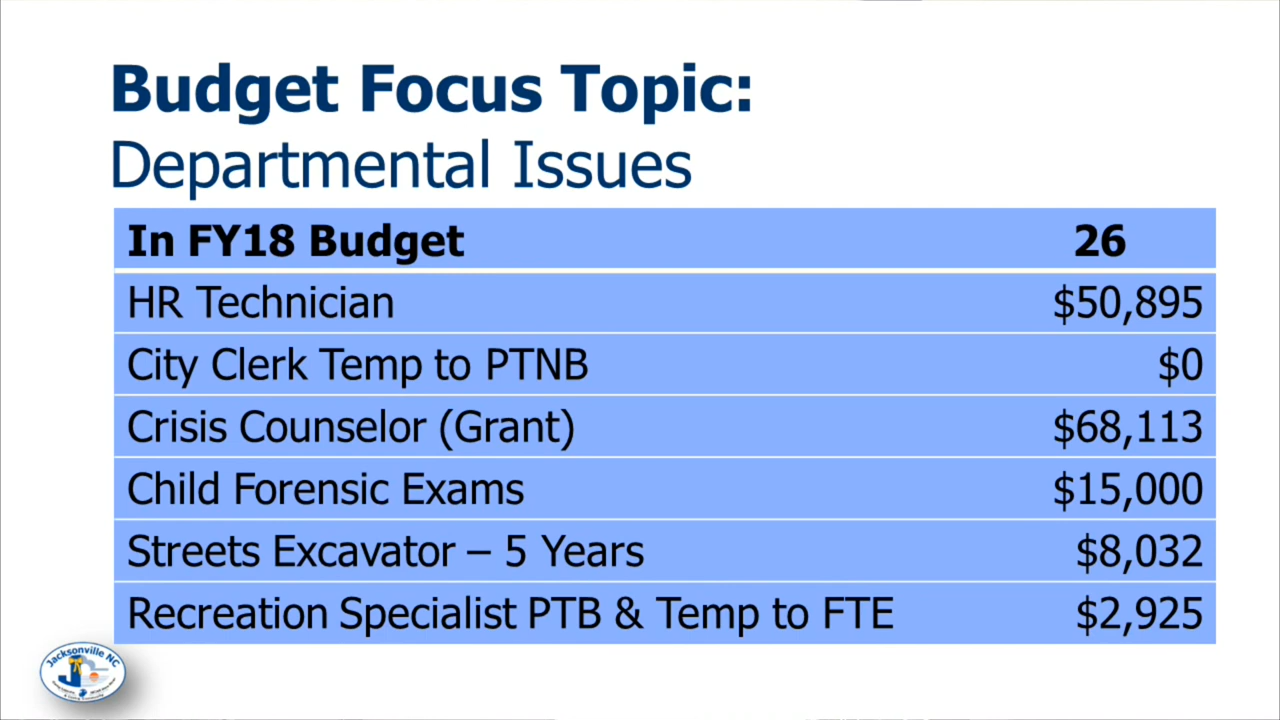 Budget Focus Topic:
Departmental Issues
In FY18 Budget 26
HR Technician $50,895
City Clerk Temp to PTNB $0
Crisis Counselor (Grant) $68,113
Child Forensic Exams $15,000
Streets Excavator – 5 Years $8,032
Recreation Specialist PTB & Temp to FTE $2,925
Jacksonville NC